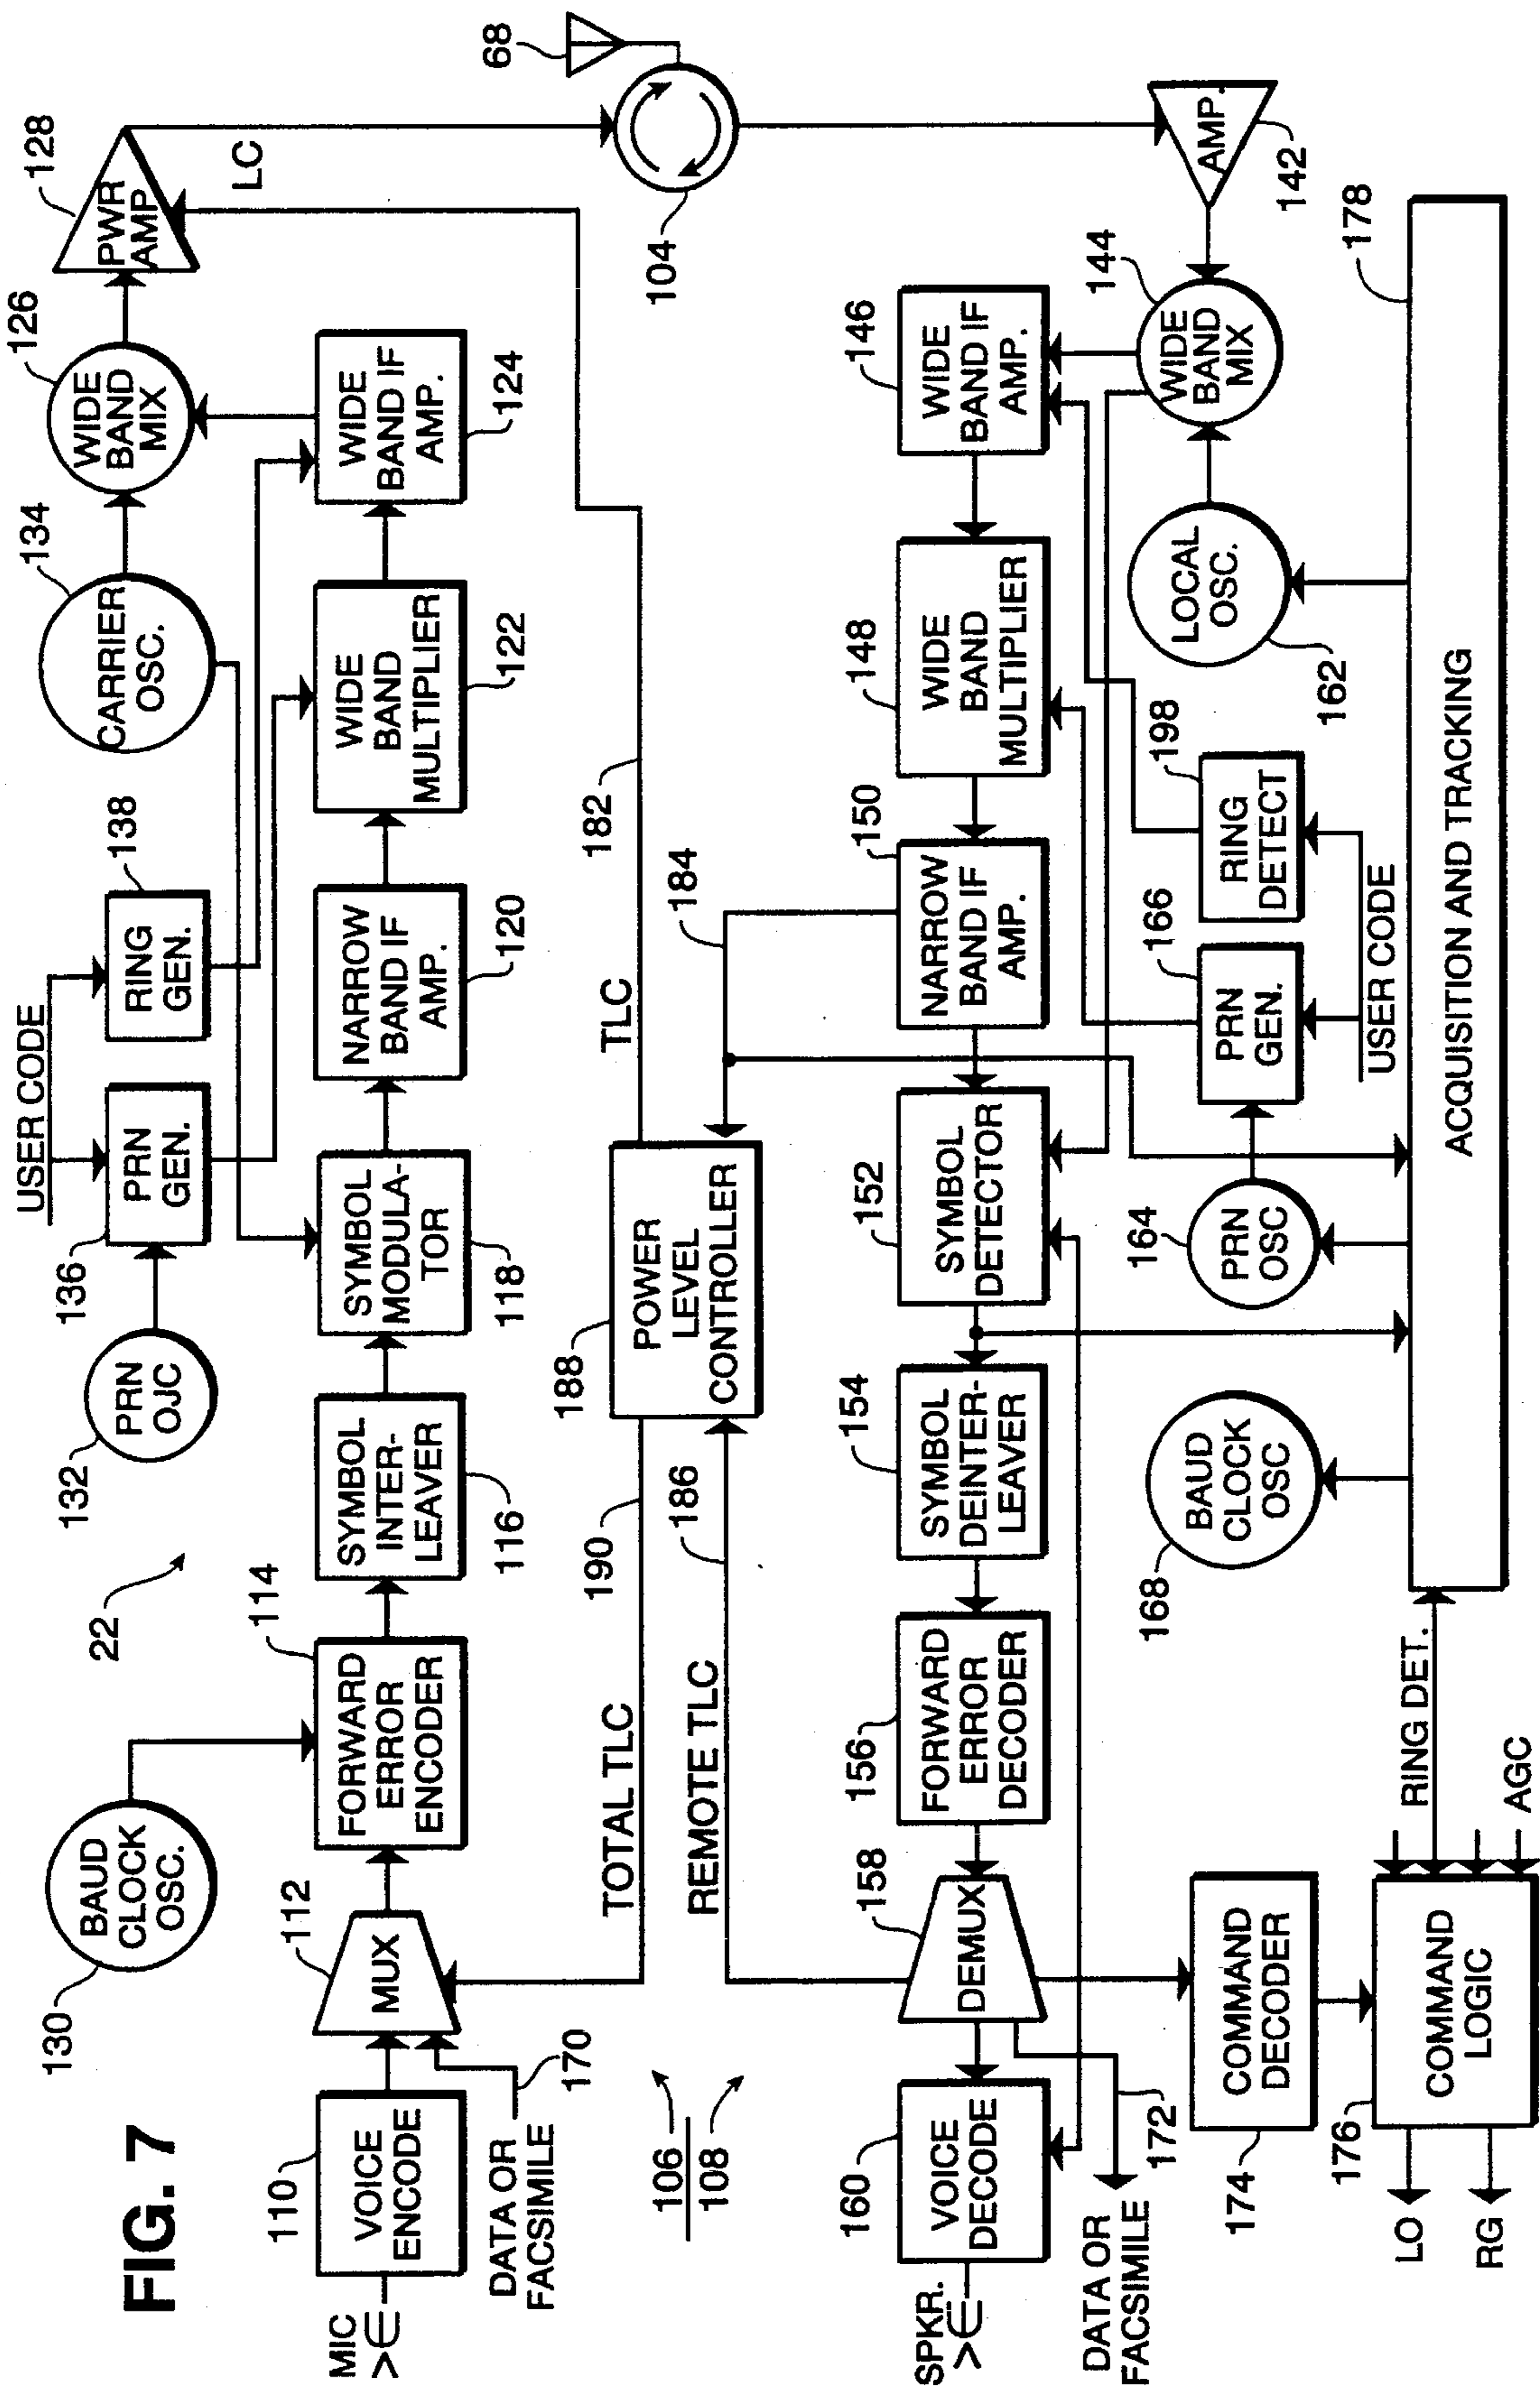 FIG. 7
22
130
BAUD
CLOCK
OSC.
132
PRN
OJC
USER CODE
136
PRN
GEN.
138
RING
GEN.
134
CARRIER
OSC.
126
WIDE
BAND
MIX
128
PWR
AMP
LC
MIC
110
VOICE
ENCODE
DATA OR
FACSIMILE
170
112
MUX
114
FORWARD
ERROR
ENCODER
SYMBOL
INTER-
LEAVER
116
SYMBOL
MODULA-
TOR
118
NARROW
BAND IF
AMP.
120
WIDE
BAND
MULTIPLIER
122
WIDE
BAND IF
AMP.
124
68
104
106
108
TOTAL TLC
190
REMOTE TLC
186
188
POWER
LEVEL
CONTROLLER
TLC
182
184
SPKR.
160
VOICE
DECODE
DATA OR
FACSIMILE
172
158
DEMUX
156
FORWARD
ERROR
DECODER
154
SYMBOL
DEINTER-
LEAVER
152
SYMBOL
DETECTOR
150
NARROW
BAND IF
AMP.
148
WIDE
BAND
MULTIPLIER
146
WIDE
BAND IF
AMP.
144
WIDE
BAND
MIX
AMP.
142
174
COMMAND
DECODER
168
BAUD
CLOCK
OSC
164
PRN
OSC
166
PRN
GEN.
198
RING
DETECT
USER CODE
LOCAL
OSC.
162
LO
RG
176
COMMAND
LOGIC
RING DET.
AGC
ACQUISITION AND TRACKING
178